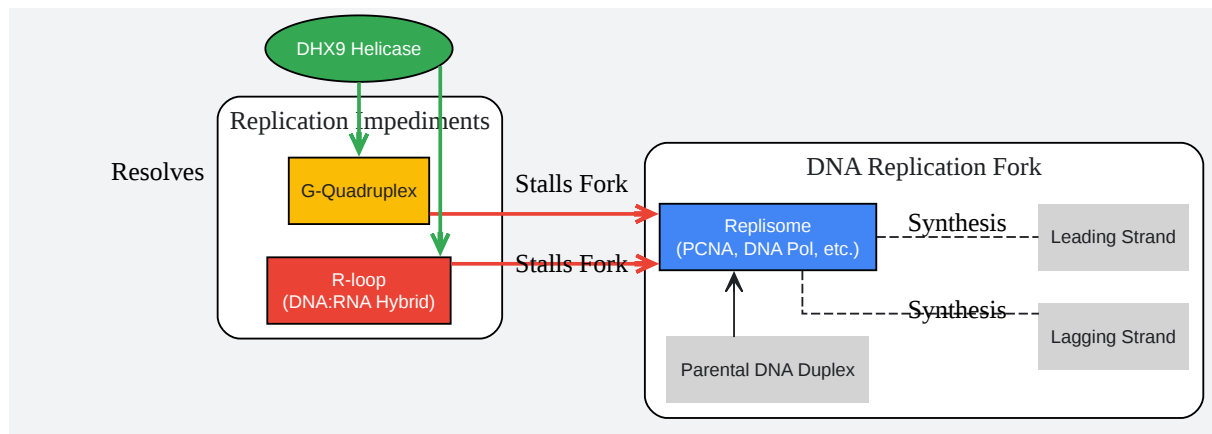 DHX9 Helicase
Replication Impediments
Resolves
G-Quadruplex
R-loop
(DNA:RNA Hybrid)
Stalls Fork
Stalls Fork
DNA Replication Fork
Replisome
(PCNA, DNA Pol, etc.)
Synthesis
Leading Strand
Synthesis
Lagging Strand
Parental DNA Duplex